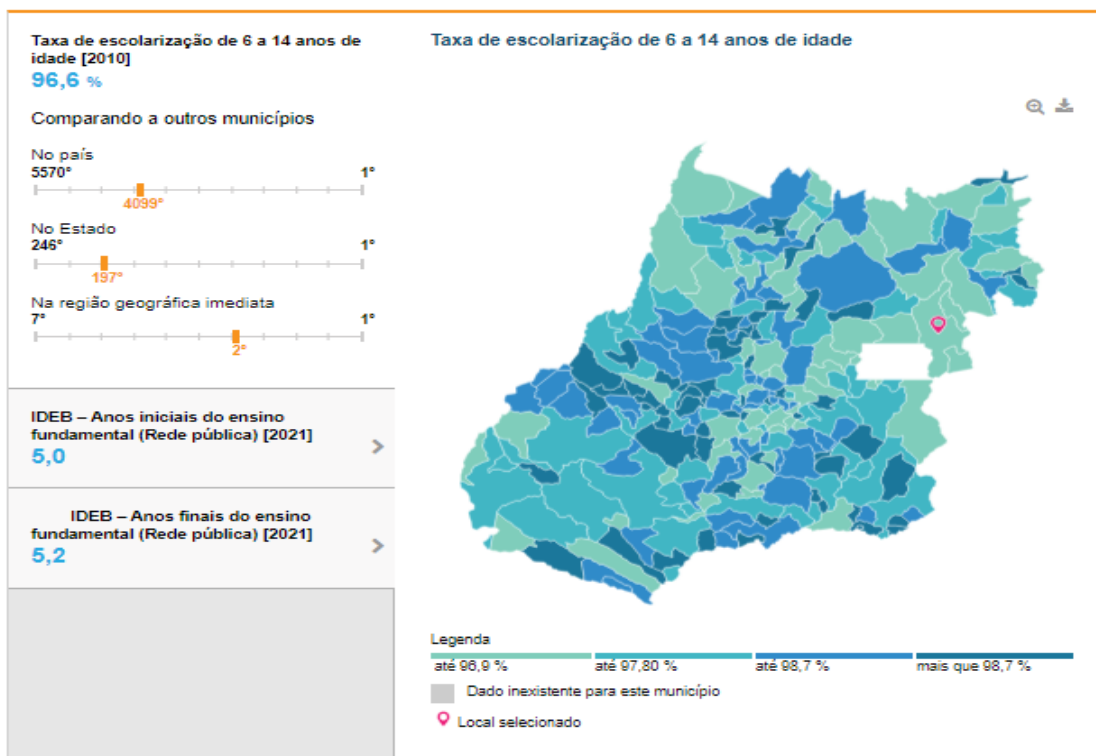 Taxa de escolarização de 6 a 14 anos de
idade [2010]
96,6 %
Comparando a outros municípios
No país
5570° 1°
4099°
No Estado
246° 1°
197°
Na região geográfica imediata
7° 1°
2°
IDEB – Anos iniciais do ensino
fundamental (Rede pública) [2021]
5,0
IDEB – Anos finais do ensino
fundamental (Rede pública) [2021]
5,2
Taxa de escolarização de 6 a 14 anos de idade
Legenda
até 96,9 % até 97,80 % até 98,7 % mais que 98,7 %
Dado inexistente para este município
Local selecionado